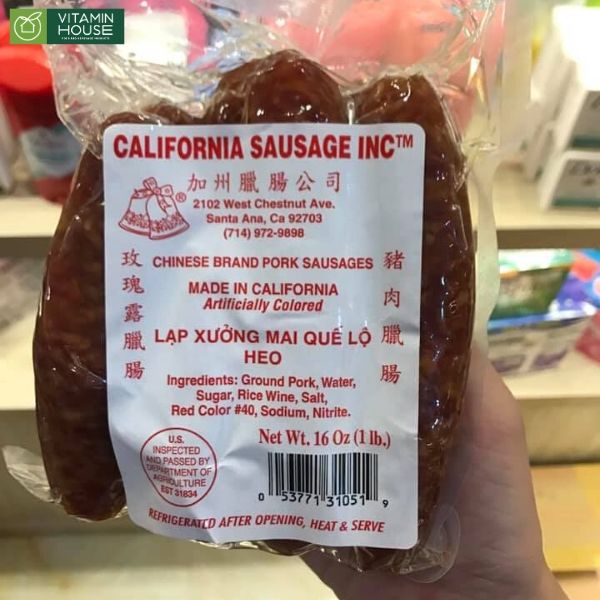 VITAMIN
HOUSE
CALIFORNIA SAUSAGE INC™
加州臘腸公司
®
2102 West Chestnut Ave.
Santa Ana, Ca 92703
(714) 972-9898
CHINESE BRAND PORK SAUSAGES
MADE IN CALIFORNIA
Artificially Colored
玫瑰露臘腸
豬肉臘腸
LẠP XƯỞNG MAI QUẾ LỘ
HEO
Ingredients: Ground Pork, Water,
Sugar, Rice Wine, Salt,
Red Color #40, Sodium, Nitrite.
U.S.
INSPECTED
AND PASSED BY
DEPARTMENT OF
AGRICULTURE
EST 31834
Net Wt. 16 Oz (1 lb.)
0 53771 31051 9
REFRIGERATED AFTER OPENING, HEAT & SERVE